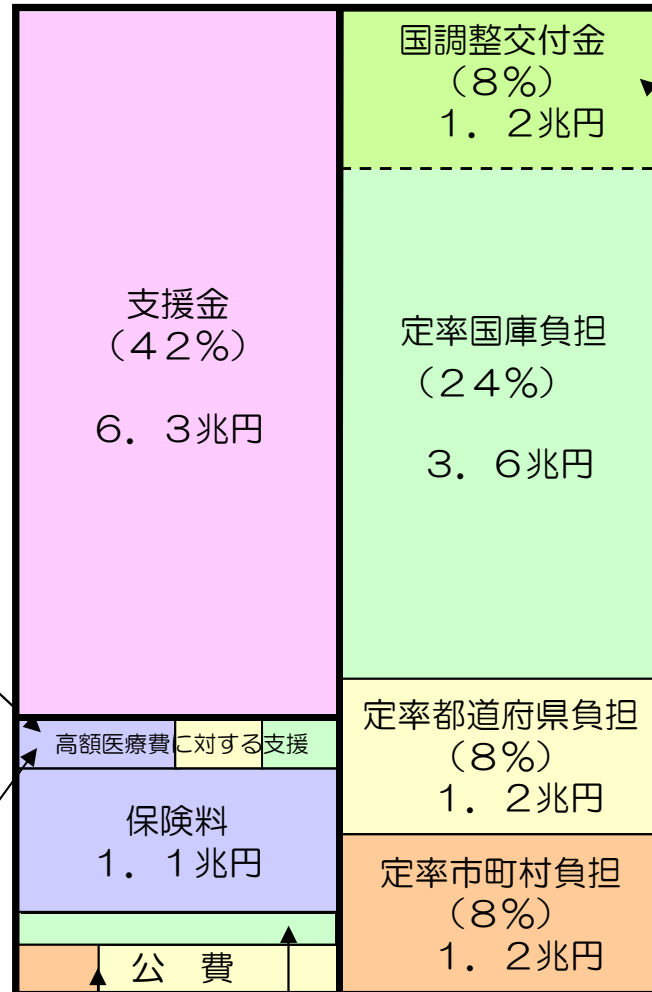 支援金
(42%)
6.3兆円
高額医療費に対する支援
保険料
1.1兆円
公 費
国調整交付金
(8%)
1.2兆円
定率国庫負担
(24%)
3.6兆円
定率都道府県負担
(8%)
1.2兆円
定率市町村負担
(8%)
1.2兆円